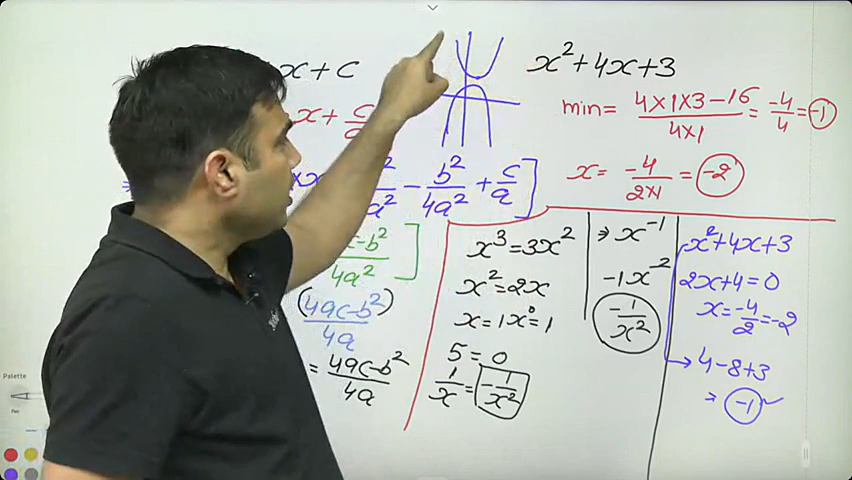 x + c
x² + 4x + 3
x + c/a
min = (4×1×3 - 16)/(4×1) = -4/4 = -1
x = -4/(2×1) = -2
- b²/4a² + c/a ]
c - b²/4a² ]
(4ac - b²)/4a
= (4ac - b²)/4a
x³ = 3x²
x² = 2x
x = 1x⁰ = 1
5 = 0
1/x = -1/x²
⇒ x⁻¹
-1x⁻²
-1/x²
x² + 4x + 3
2x + 4 = 0
x = -4/2 = -2
→ 4 - 8 + 3
⇒ -1
Palette
Pen